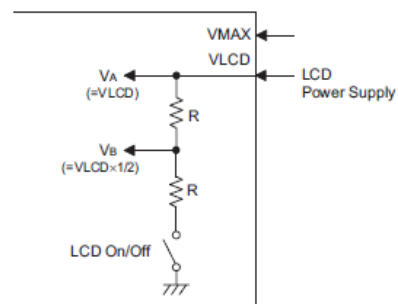 VMAX
VLCD
VA
(=VLCD)
LCD
Power Supply
R
VB
(=VLCD×1/2)
R
LCD On/Off